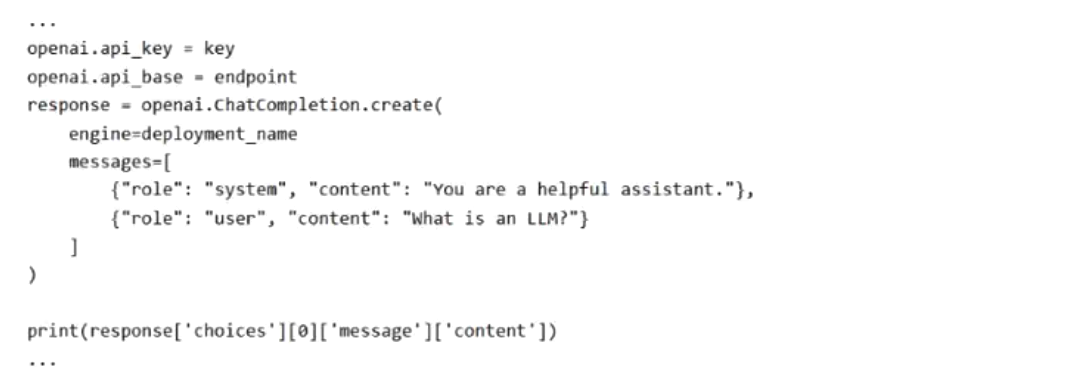 ...
openai.api_key = key
openai.api_base = endpoint
response = openai.ChatCompletion.create(
    engine=deployment_name
    messages=[
        {"role": "system", "content": "You are a helpful assistant."},
        {"role": "user", "content": "What is an LLM?"}
    ]
)

print(response['choices'][0]['message']['content'])
...